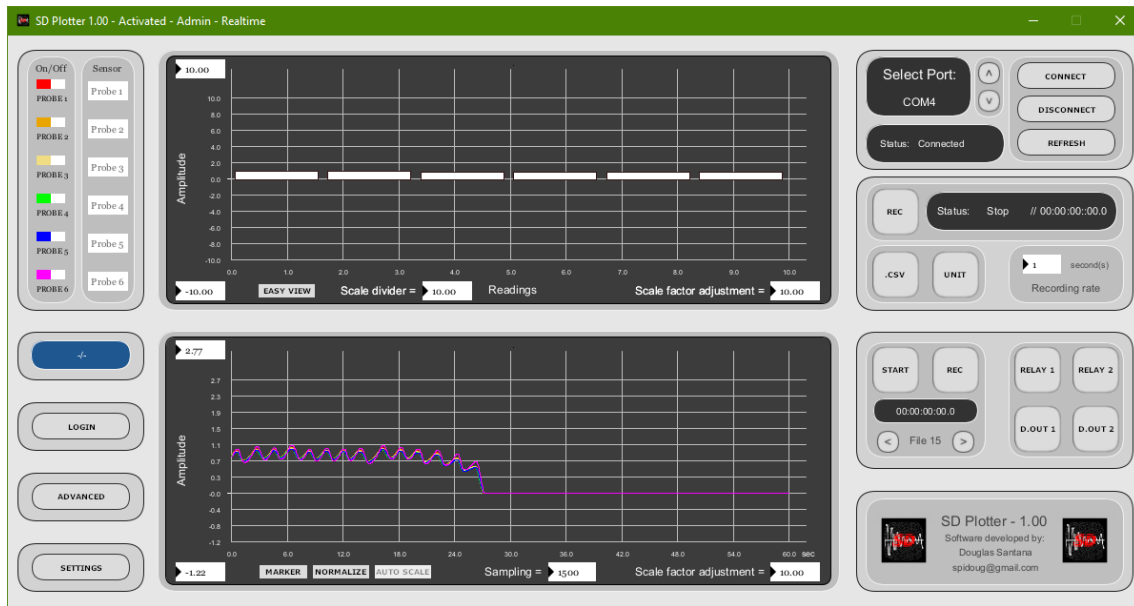 SD Plotter 1.00 - Activated - Admin - Realtime
On/Off Sensor
PROBE 1 Probe 1
PROBE 2 Probe 2
PROBE 3 Probe 3
PROBE 4 Probe 4
PROBE 5 Probe 5
PROBE 6 Probe 6
-/-
LOGIN
ADVANCED
SETTINGS
10.00
Amplitude
10.0
8.0
6.0
4.0
2.0
0.0
-2.0
-4.0
-6.0
-8.0
-10.0
0.0 1.0 2.0 3.0 4.0 5.0 6.0 7.0 8.0 9.0 10.0
-10.00 EASY VIEW Scale divider = 10.00 Readings Scale factor adjustment = 10.00
2.77
Amplitude
2.7
2.3
1.9
1.5
1.1
0.7
0.3
-0.0
-0.4
-0.8
-1.2
0.0 6.0 12.0 18.0 24.0 30.0 36.0 42.0 48.0 54.0 60.0 sec
-1.22 MARKER NORMALIZE AUTO SCALE Sampling = 1500 Scale factor adjustment = 10.00
Select Port:
COM4
^
v
Status: Connected
CONNECT
DISCONNECT
REFRESH
REC Status: Stop // 00:00:00::00.0
.CSV UNIT 1 second(s)
Recording rate
START REC
00:00:00:00.0
< File 15 >
RELAY 1 RELAY 2
D.OUT 1 D.OUT 2
SD Plotter - 1.00
Software developed by:
Douglas Santana
spidoug@gmail.com